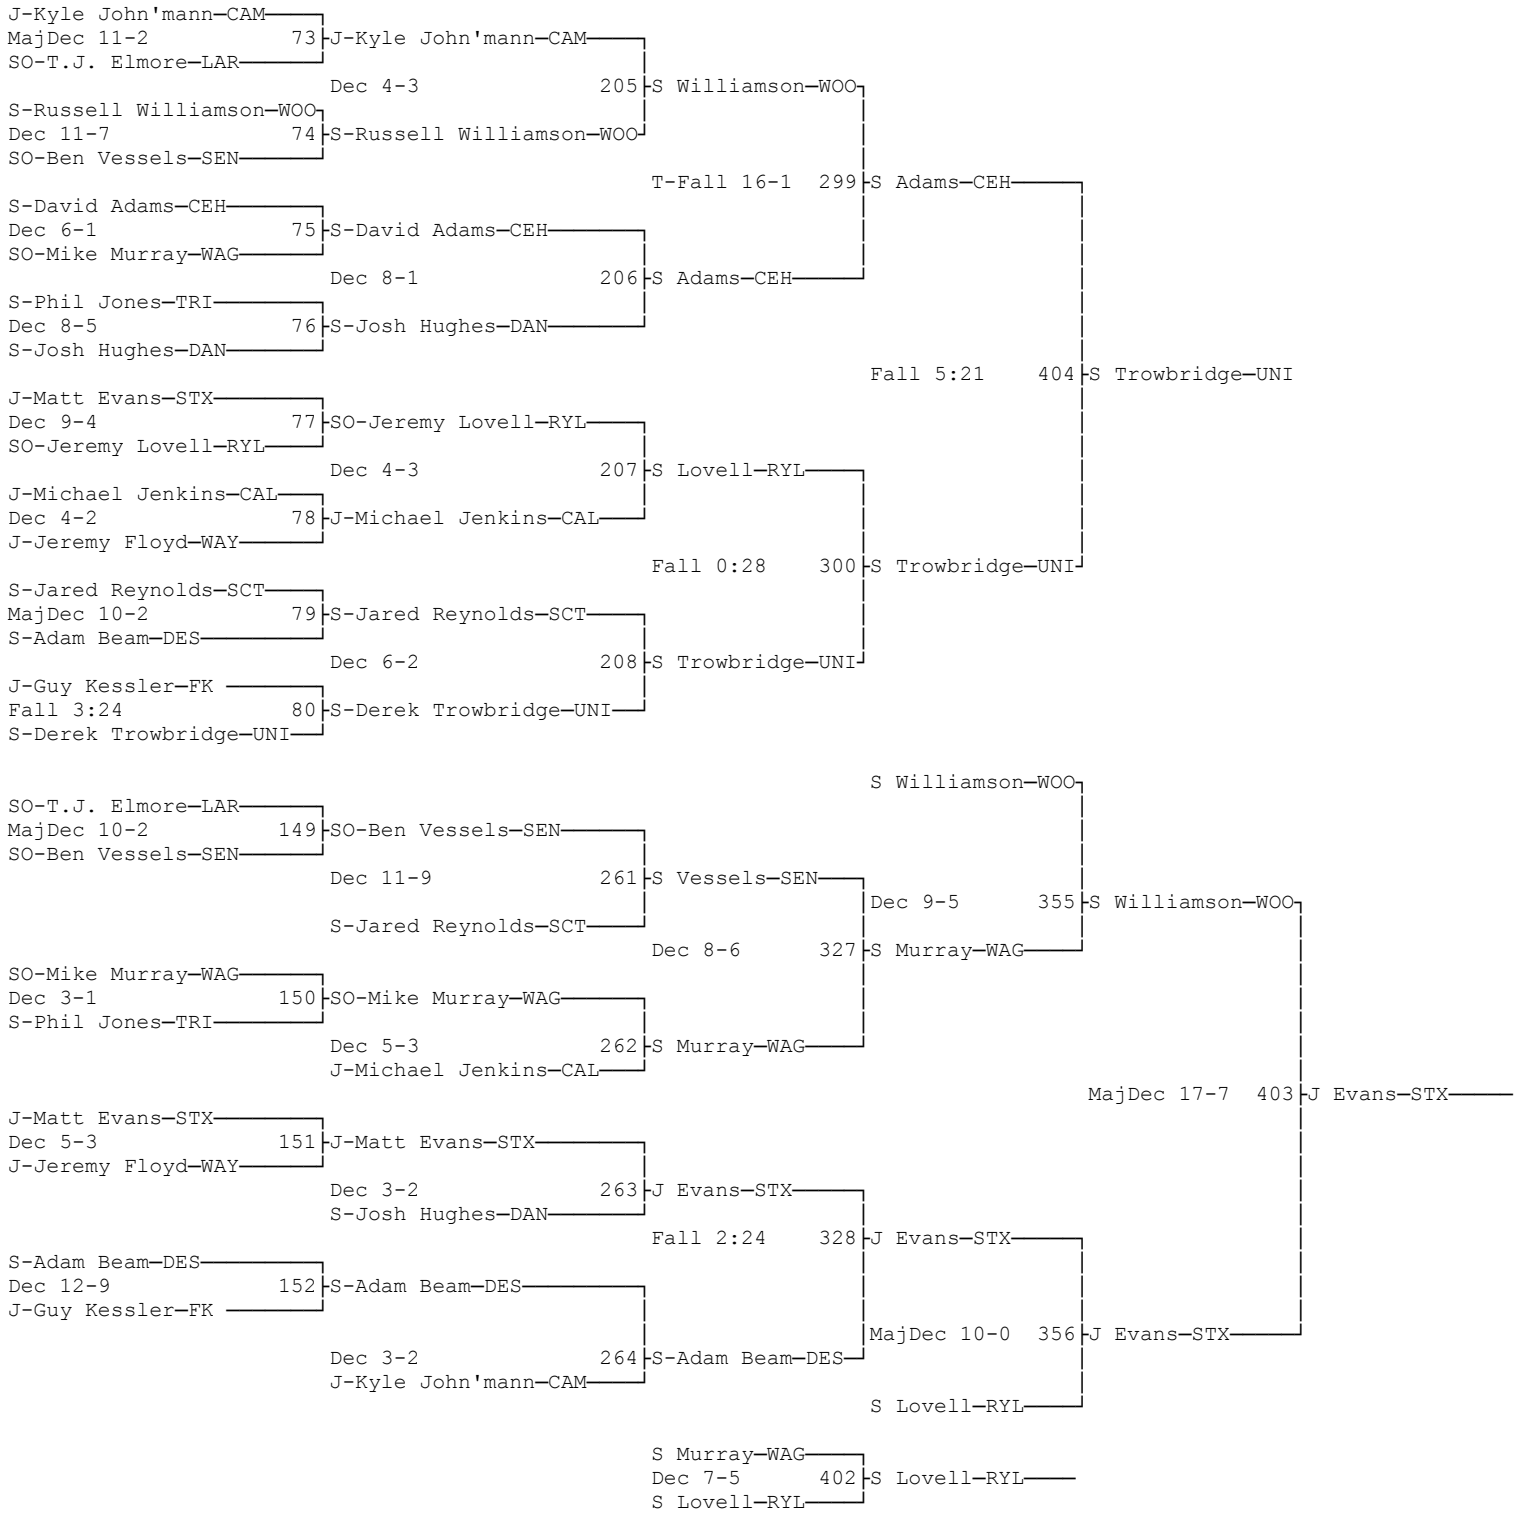 J-Kyle John'mann-CAM
MajDec 11-2 73 J-Kyle John'mann-CAM
SO-T.J. Elmore-LAR
Dec 4-3 205 S Williamson-WOO
S-Russell Williamson-WOO
Dec 11-7 74 S-Russell Williamson-WOO
SO-Ben Vessels-SEN
T-Fall 16-1 299 S Adams-CEH
S-David Adams-CEH
Dec 6-1 75 S-David Adams-CEH
SO-Mike Murray-WAG
Dec 8-1 206 S Adams-CEH
S-Phil Jones-TRI
Dec 8-5 76 S-Josh Hughes-DAN
S-Josh Hughes-DAN
Fall 5:21 404 S Trowbridge-UNI
J-Matt Evans-STX
Dec 9-4 77 SO-Jeremy Lovell-RYL
SO-Jeremy Lovell-RYL
Dec 4-3 207 S Lovell-RYL
J-Michael Jenkins-CAL
Dec 4-2 78 J-Michael Jenkins-CAL
J-Jeremy Floyd-WAY
Fall 0:28 300 S Trowbridge-UNI
S-Jared Reynolds-SCT
MajDec 10-2 79 S-Jared Reynolds-SCT
S-Adam Beam-DES
Dec 6-2 208 S Trowbridge-UNI
J-Guy Kessler-FK
Fall 3:24 80 S-Derek Trowbridge-UNI
S-Derek Trowbridge-UNI
S Williamson-WOO
SO-T.J. Elmore-LAR
MajDec 10-2 149 SO-Ben Vessels-SEN
SO-Ben Vessels-SEN
Dec 11-9 261 S Vessels-SEN
Dec 9-5 355 S Williamson-WOO
S-Jared Reynolds-SCT
Dec 8-6 327 S Murray-WAG
SO-Mike Murray-WAG
Dec 3-1 150 SO-Mike Murray-WAG
S-Phil Jones-TRI
Dec 5-3 262 S Murray-WAG
J-Michael Jenkins-CAL
MajDec 17-7 403 J Evans-STX
J-Matt Evans-STX
Dec 5-3 151 J-Matt Evans-STX
J-Jeremy Floyd-WAY
Dec 3-2 263 J Evans-STX
S-Josh Hughes-DAN
Fall 2:24 328 J Evans-STX
S-Adam Beam-DES
Dec 12-9 152 S-Adam Beam-DES
J-Guy Kessler-FK
MajDec 10-0 356 J Evans-STX
Dec 3-2 264 S-Adam Beam-DES
J-Kyle John'mann-CAM
S Lovell-RYL
S Murray-WAG
Dec 7-5 402 S Lovell-RYL
S Lovell-RYL